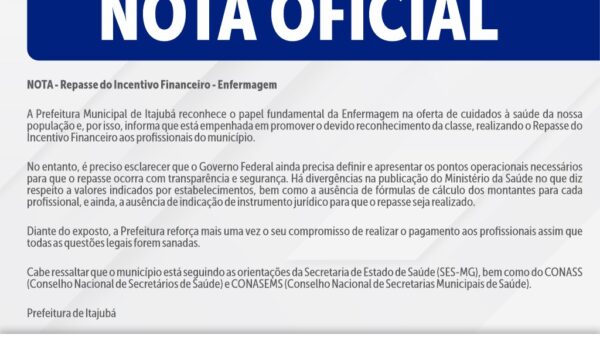 NOTA OFICIAL
NOTA - Repasse do Incentivo Financeiro - Enfermagem
A Prefeitura Municipal de Itajubá reconhece o papel fundamental da Enfermagem na oferta de cuidados à saúde da nossa
população e, por isso, informa que está empenhada em promover o devido reconhecimento da classe, realizando o Repasse do
Incentivo Financeiro aos profissionais do município.
No entanto, é preciso esclarecer que o Governo Federal ainda precisa definir e apresentar os pontos operacionais necessários
para que o repasse ocorra com transparência e segurança. Há divergências na publicação do Ministério da Saúde no que diz
respeito a valores indicados por estabelecimentos, bem como a ausência de fórmulas de cálculo dos montantes para cada
profissional, e ainda, a ausência de indicação de instrumento jurídico para que o repasse seja realizado.
Diante do exposto, a Prefeitura reforça mais uma vez o seu compromisso de realizar o pagamento aos profissionais assim que
todas as questões legais forem sanadas.
Cabe ressaltar que o município está seguindo as orientações da Secretaria de Estado de Saúde (SES-MG), bem como do CONASS
(Conselho Nacional de Secretários de Saúde) e CONASEMS (Conselho Nacional de Secretarias Municipais de Saúde).
Prefeitura de Itajubá